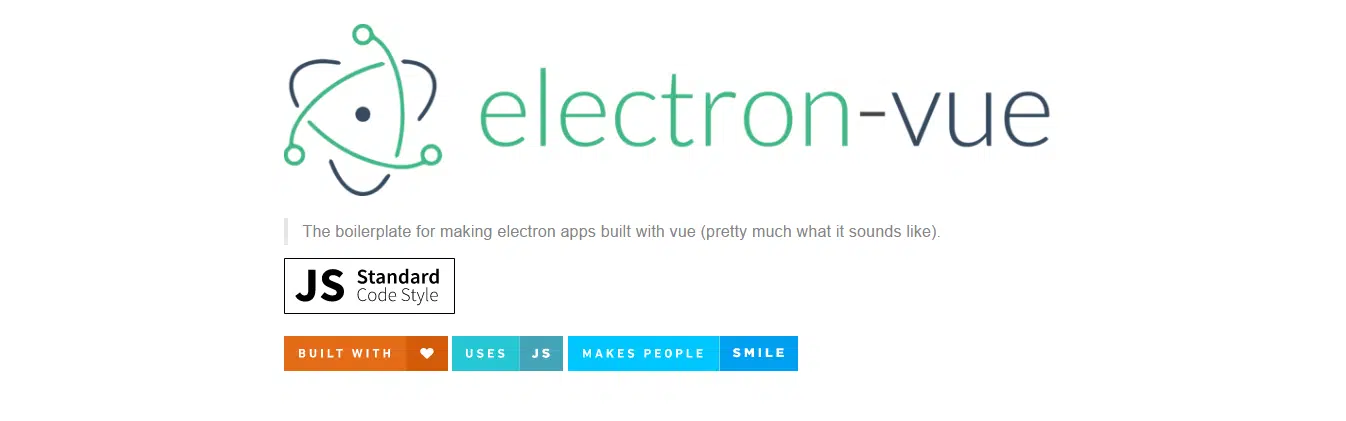 electron-vue
The boilerplate for making electron apps built with vue (pretty much what it sounds like).
JS Standard
Code Style
BUILT WITH USES JS MAKES PEOPLE SMILE